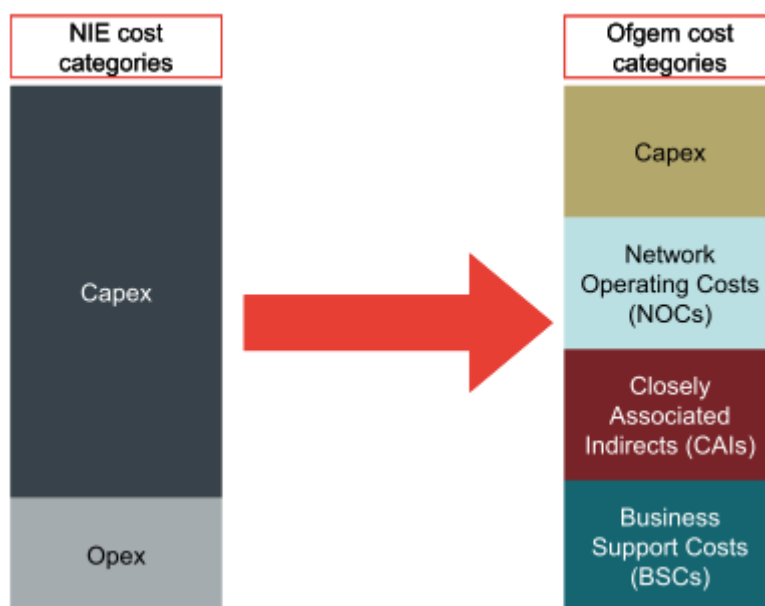 NIE cost
categories
Capex
Opex
Ofgem cost
categories
Capex
Network
Operating Costs
(NOCs)
Closely
Associated
Indirects (CAIs)
Business
Support Costs
(BSCs)